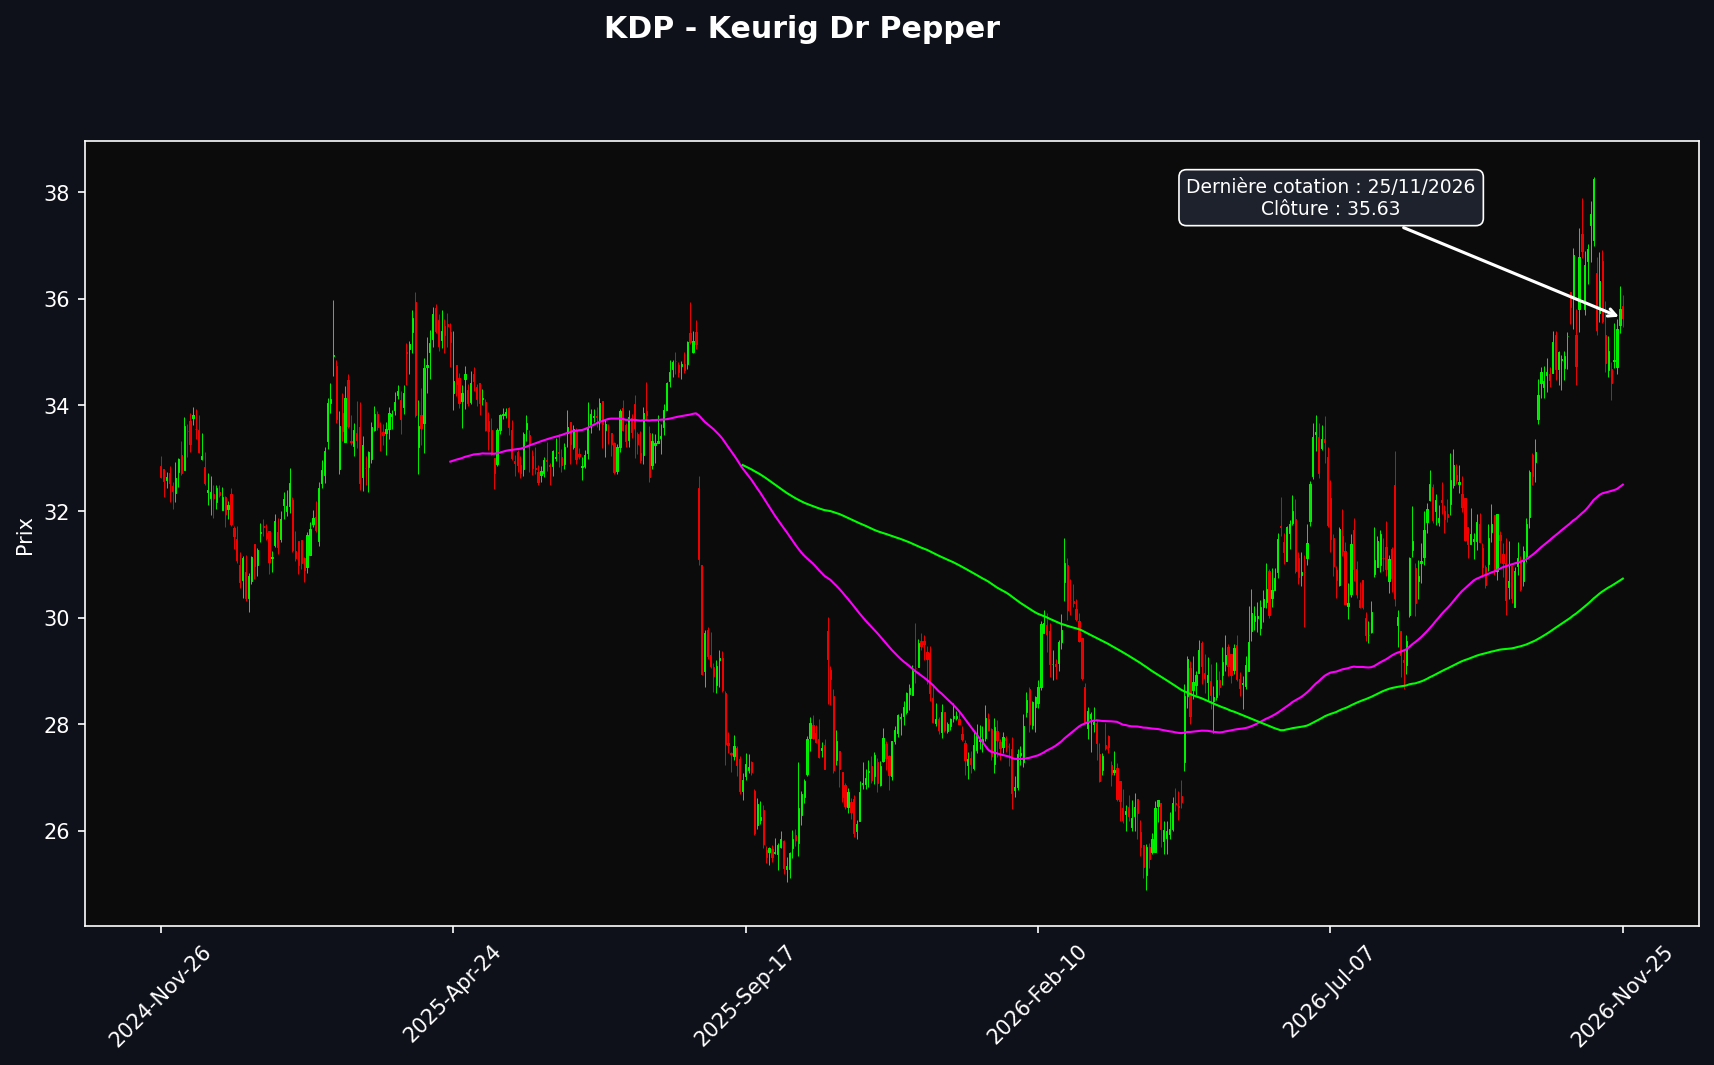 KDP - Keurig Dr Pepper
Dernière cotation : 25/11/2026
Clôture : 35.63
Prix
38
36
34
32
30
28
26
2024-Nov-26
2025-Apr-24
2025-Sep-17
2026-Feb-10
2026-Jul-07
2026-Nov-25